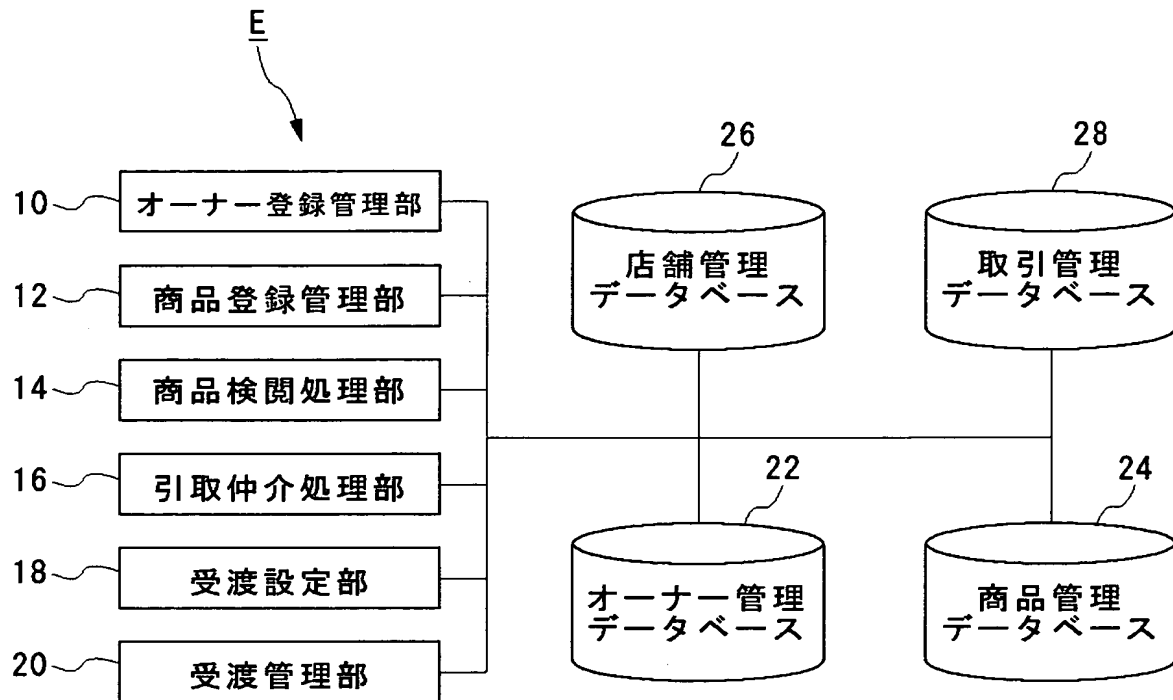 E
26
28
10
オーナー登録管理部
店舗管理
データベース
取引管理
データベース
12
商品登録管理部
14
商品検閲処理部
16
引取仲介処理部
22
24
18
受渡設定部
オーナー管理
データベース
商品管理
データベース
20
受渡管理部